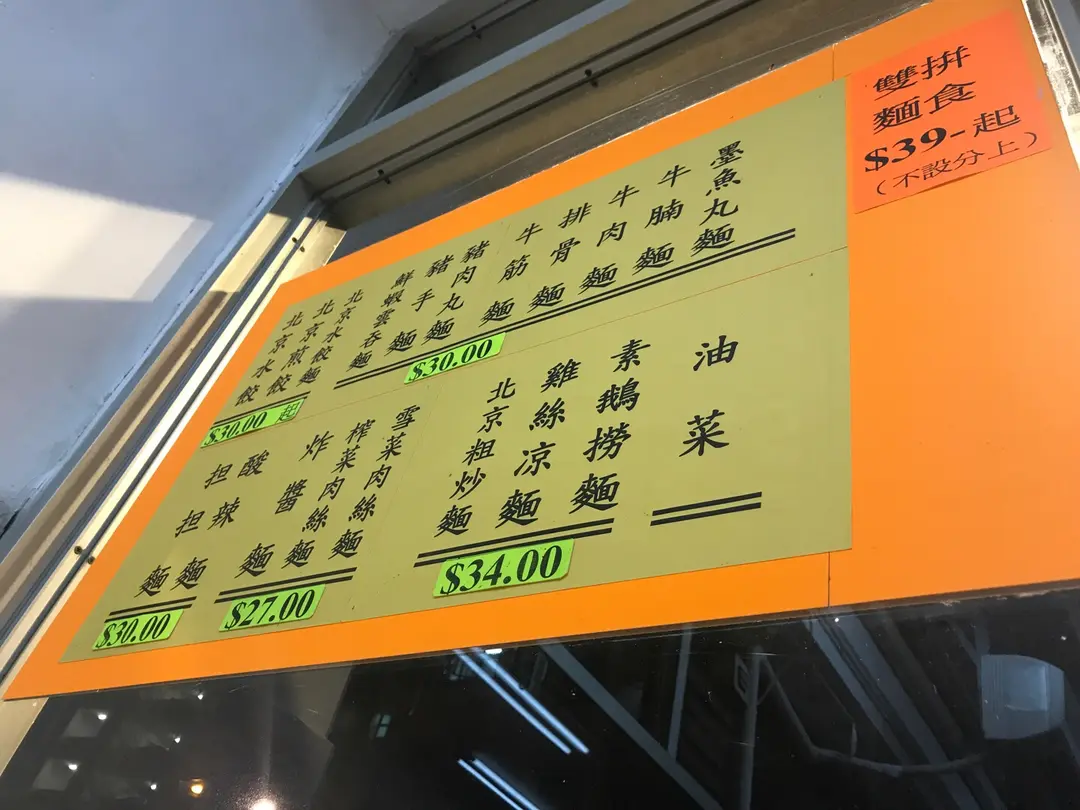 雙拼
麵食
$39-起
(不設分上)
墨魚丸麵
牛腩麵
牛肉麵
排骨麵
牛筋麵
豬肉丸麵
豬手麵
鮮蝦雲吞麵
北京水餃麵
$30.00
北京煎餃
北京水餃
$30.00 起
油菜
素鵝撈麵
雞絲凉麵
北京粗炒麵
$34.00
雪菜肉絲麵
榨菜肉絲麵
炸醬麵
$27.00
酸辣麵
担担麵
$30.00